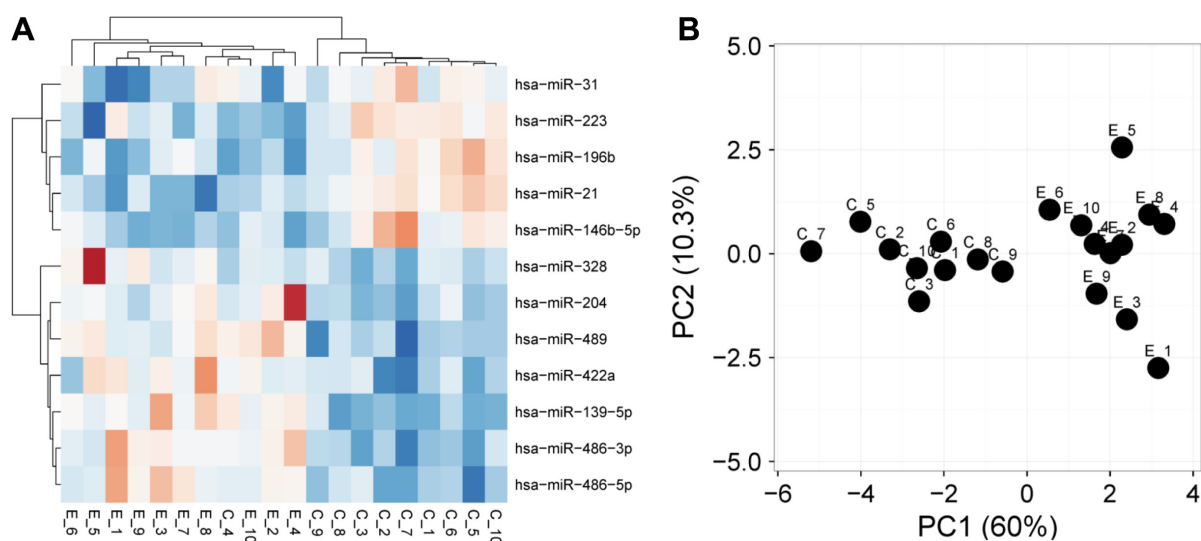 A
hsa−miR−31
hsa−miR−223
hsa−miR−196b
hsa−miR−21
hsa−miR−146b−5p
hsa−miR−328
hsa−miR−204
hsa−miR−489
hsa−miR−422a
hsa−miR−139−5p
hsa−miR−486−3p
hsa−miR−486−5p
E_6
E_5
E_1
E_9
E_3
E_7
E_8
C_4
E_10
E_2
E_4
C_9
C_8
C_3
C_2
C_7
C_1
C_6
C_5
C_10
B
PC2 (10.3%)
5.0
2.5
0.0
−2.5
−5.0
E_5
E_6
E_8
E_10
C_5
C_6
C_7
C_2
C_8
C_9
C_3
E_9
E_3
E_1
−6
−4
−2
0
2
4
PC1 (60%)